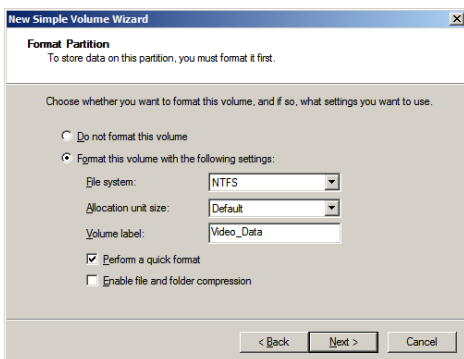 New Simple Volume Wizard
Format Partition
To store data on this partition, you must format it first.
Choose whether you want to format this volume, and if so, what settings you want to use.
Do not format this volume
Format this volume with the following settings:
File system: NTFS
Allocation unit size: Default
Volume label: Video_Data
Perform a quick format
Enable file and folder compression
< Back Next > Cancel